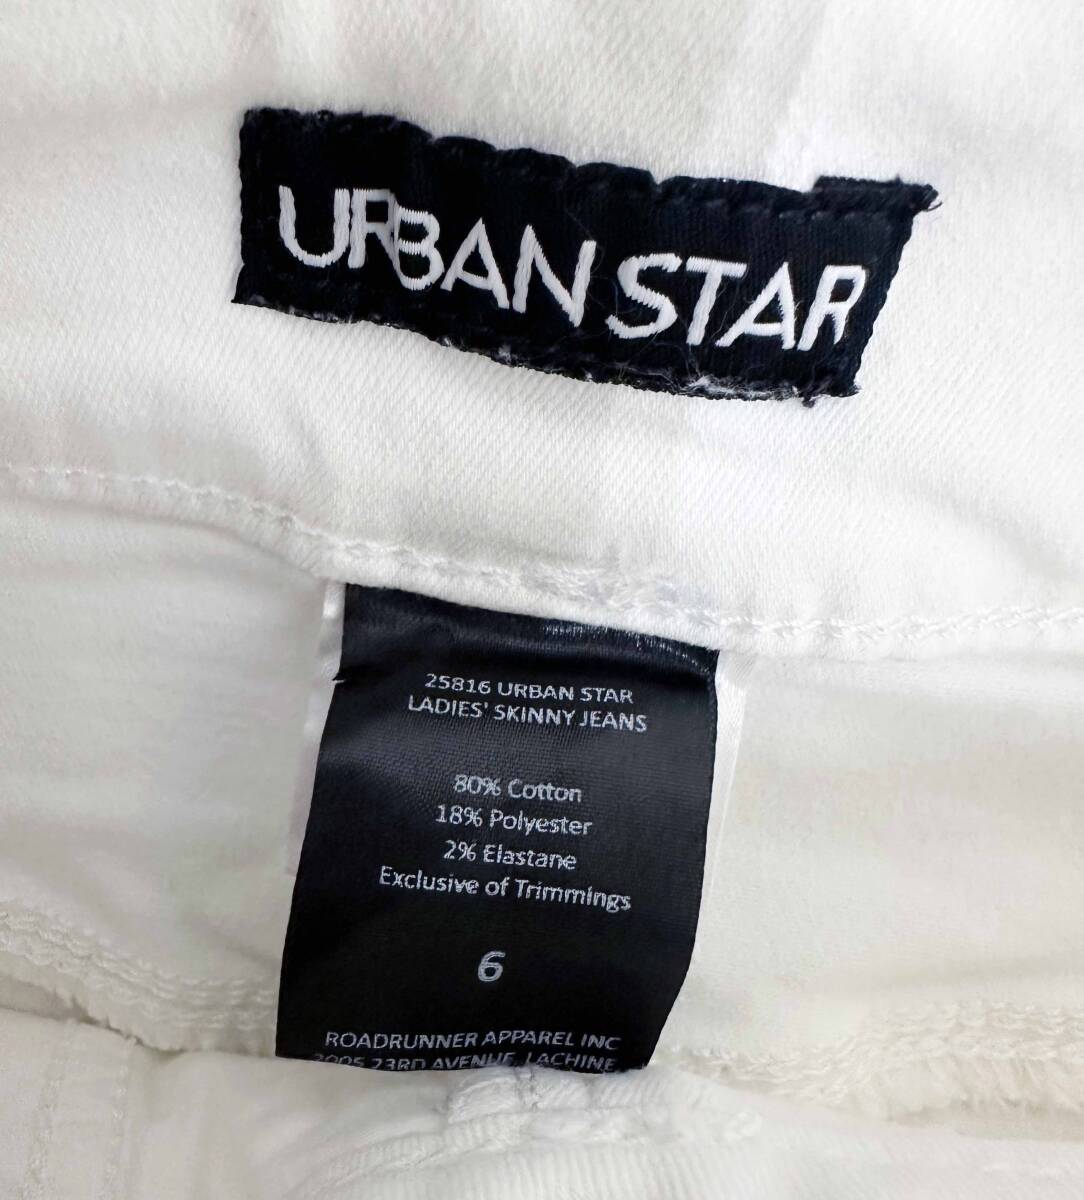 URBAN STAR
25816 URBAN STAR
LADIES' SKINNY JEANS
80% Cotton
18% Polyester
2% Elastane
Exclusive of Trimmings
6
ROADRUNNER APPAREL INC
2005 23RD AVENUE, LACHINE